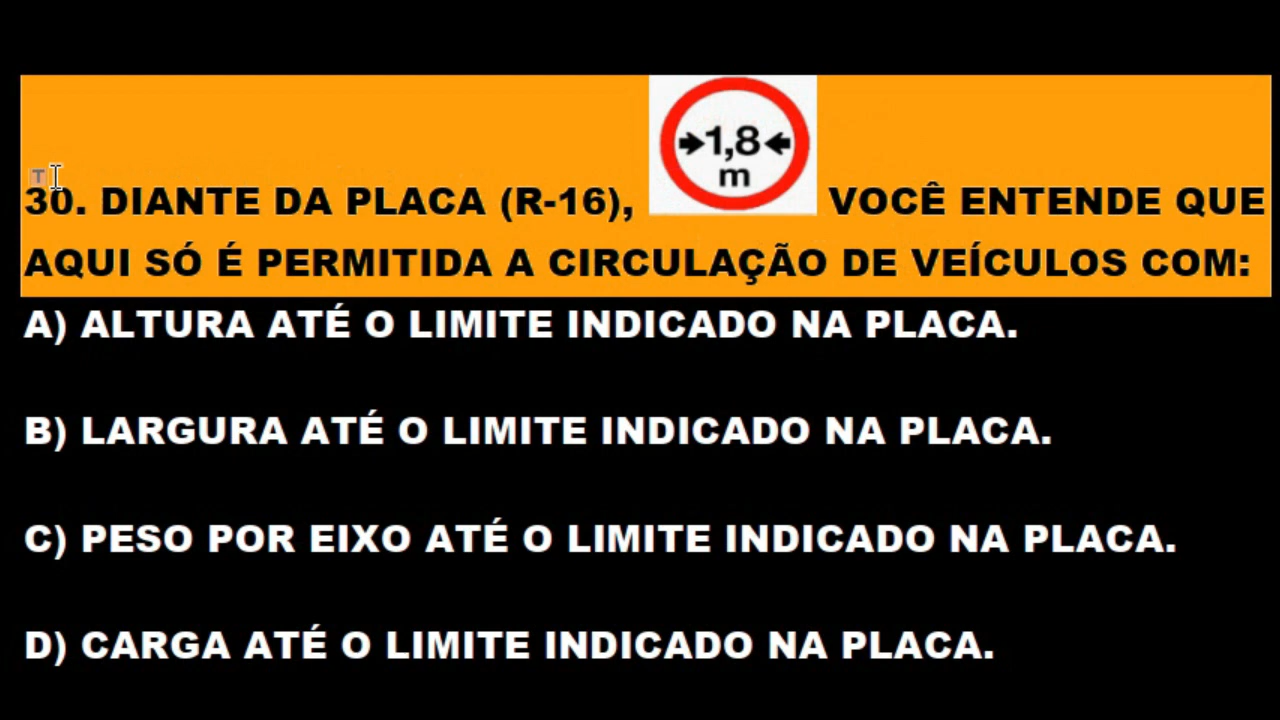 1,8
m
30. DIANTE DA PLACA (R-16), VOCÊ ENTENDE QUE
AQUI SÓ É PERMITIDA A CIRCULAÇÃO DE VEÍCULOS COM:
A) ALTURA ATÉ O LIMITE INDICADO NA PLACA.
B) LARGURA ATÉ O LIMITE INDICADO NA PLACA.
C) PESO POR EIXO ATÉ O LIMITE INDICADO NA PLACA.
D) CARGA ATÉ O LIMITE INDICADO NA PLACA.